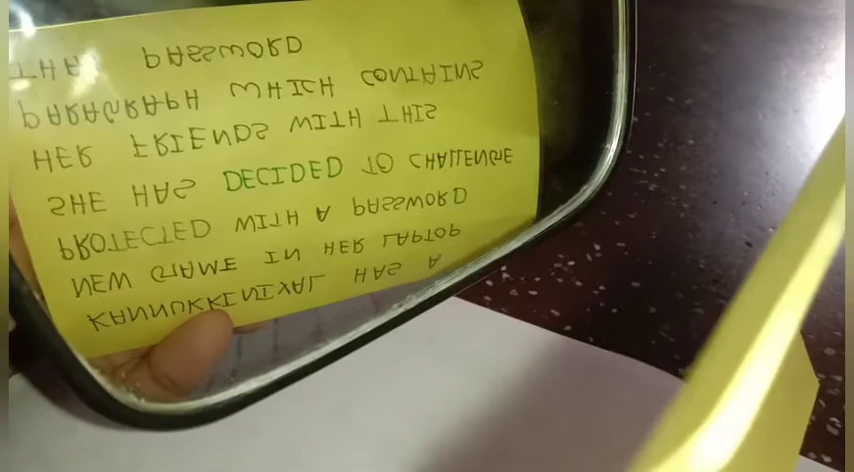 KANNUKKINIXAL HAS A
NEW GAME IN HER LAPTOP
PROTECTED WITH A PASSWORD
SHE HAS DECIDED TO CHALLENGE
HER FRIENDS WITH THIS
PARAGRAPH WHICH CONTAINS
THAT PASSWORD